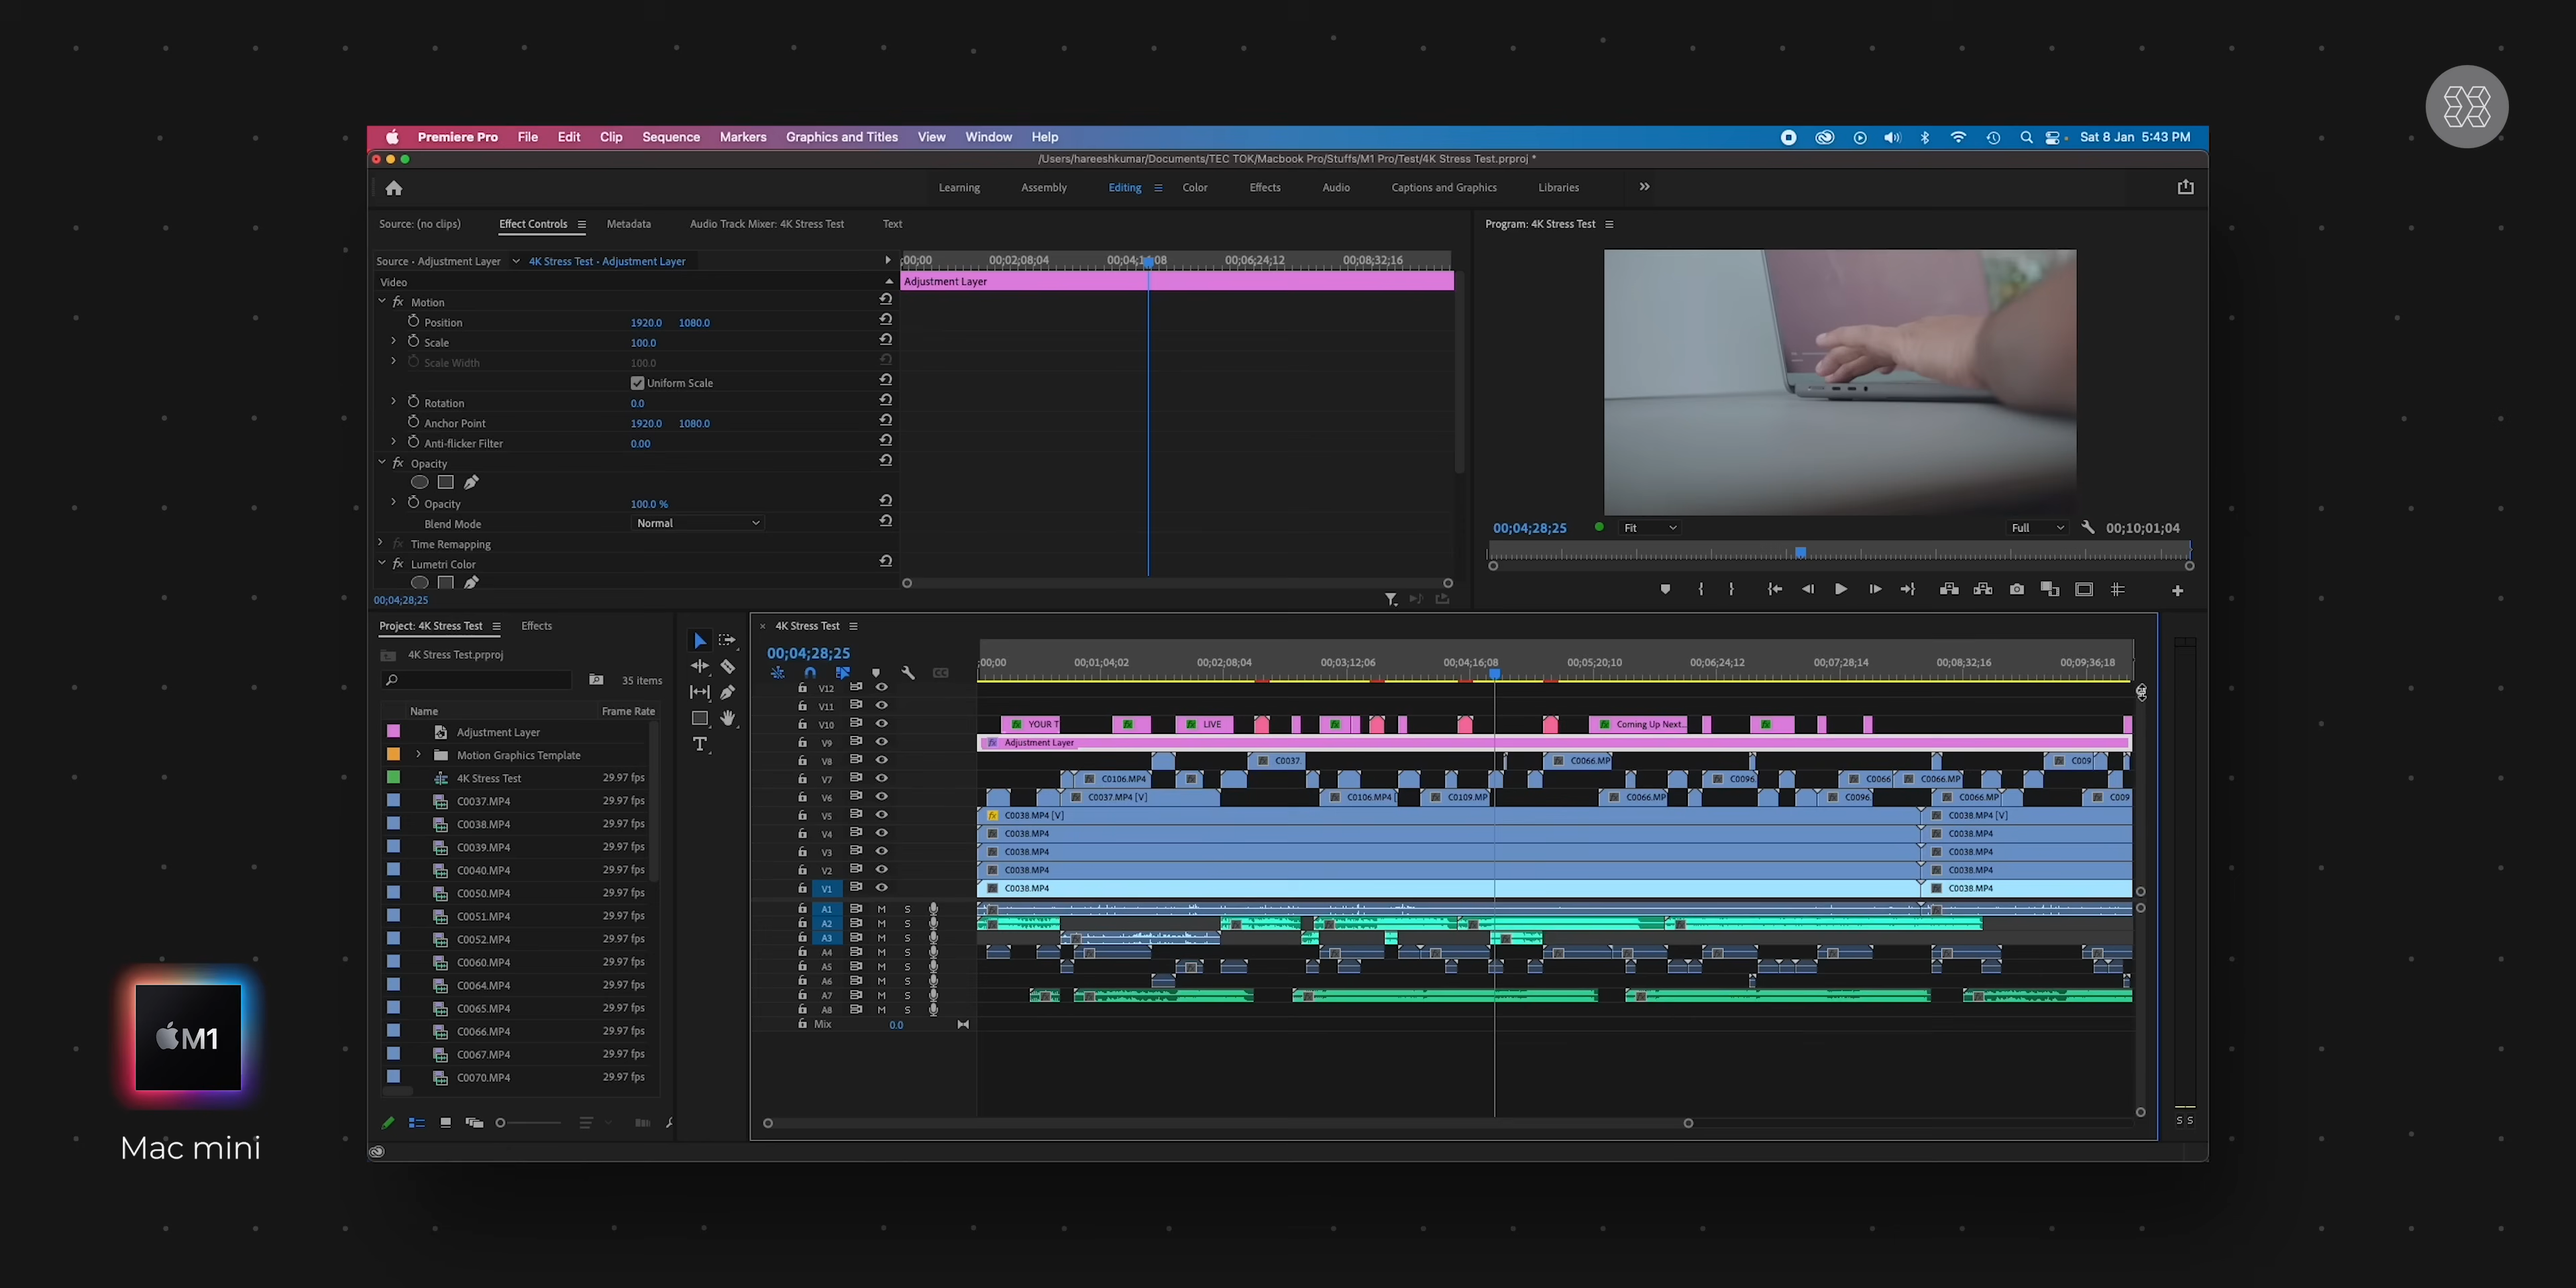 Premiere Pro File Edit Clip Sequence Markers Graphics and Titles View Window Help
Sat 8 Jan 5:43 PM
/Users/hareeshkumar/Documents/TEC TOK/Macbook Pro/Stuffs/M1 Pro/Test/4K Stress Test.prproj *
Learning Assembly Editing Color Effects Audio Captions and Graphics Libraries
Source: (no clips) Effect Controls Metadata Audio Track Mixer: 4K Stress Test Text
Source • Adjustment Layer 4K Stress Test • Adjustment Layer
;00;00 00;02;08;04 00;06;24;12 00;08;32;16
Video
Adjustment Layer
fx Motion
Position 1920.0 1080.0
Scale 100.0
Scale Width 100.0
Uniform Scale
Rotation 0.0
Anchor Point 1920.0 1080.0
Anti-flicker Filter 0.00
fx Opacity
Opacity 100.0 %
Blend Mode Normal
fx Time Remapping
fx Lumetri Color
00;04;28;25
Program: 4K Stress Test
00;04;28;25 Fit Full 00;10;01;04
Project: 4K Stress Test Effects
4K Stress Test.prproj
35 items
Name Frame Rate
Adjustment Layer
Motion Graphics Template
4K Stress Test 29.97 fps
C0037.MP4 29.97 fps
C0038.MP4 29.97 fps
C0039.MP4 29.97 fps
C0040.MP4 29.97 fps
C0050.MP4 29.97 fps
C0051.MP4 29.97 fps
C0052.MP4 29.97 fps
C0060.MP4 29.97 fps
C0064.MP4 29.97 fps
C0065.MP4 29.97 fps
C0066.MP4 29.97 fps
C0067.MP4 29.97 fps
C0070.MP4 29.97 fps
4K Stress Test
00;04;28;25
;00;00 00;01;04;02 00;02;08;04 00;03;12;06 00;04;16;08 00;05;20;10 00;06;24;12 00;07;28;14 00;08;32;16 00;09;36;18
V12
V11
V10 YOUR T LIVE Coming Up Next..
V9 Adjustment Layer
V8 C0037. C0066.MP C009
V7 C0106.MP4 C0096. C0066 C0066.MP
V6 C0037.MP4 [V] C0106.MP4 [ C0109.MP C0066.MP C0096. C0066.MP C009
V5 C0038.MP4 [V] C0038.MP4 [V]
V4 C0038.MP4 C0038.MP4
V3 C0038.MP4 C0038.MP4
V2 C0038.MP4 C0038.MP4
V1 C0038.MP4 C0038.MP4
A1 M S
A2 M S
A3 M S
A4 M S
A5 M S
A6 M S
A7 M S
A8 M S
Mix 0.0
S S
M1
Mac mini